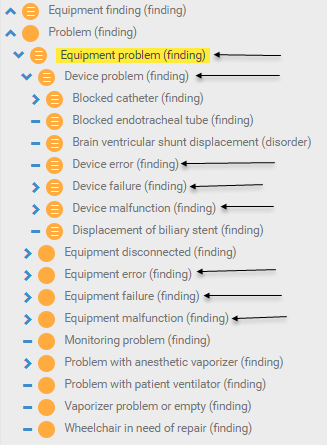 Equipment finding (finding)
Problem (finding)
Equipment problem (finding)
Device problem (finding)
Blocked catheter (finding)
Blocked endotracheal tube (finding)
Brain ventricular shunt displacement (disorder)
Device error (finding)
Device failure (finding)
Device malfunction (finding)
Displacement of biliary stent (finding)
Equipment disconnected (finding)
Equipment error (finding)
Equipment failure (finding)
Equipment malfunction (finding)
Monitoring problem (finding)
Problem with anesthetic vaporizer (finding)
Problem with patient ventilator (finding)
Vaporizer problem or empty (finding)
Wheelchair in need of repair (finding)